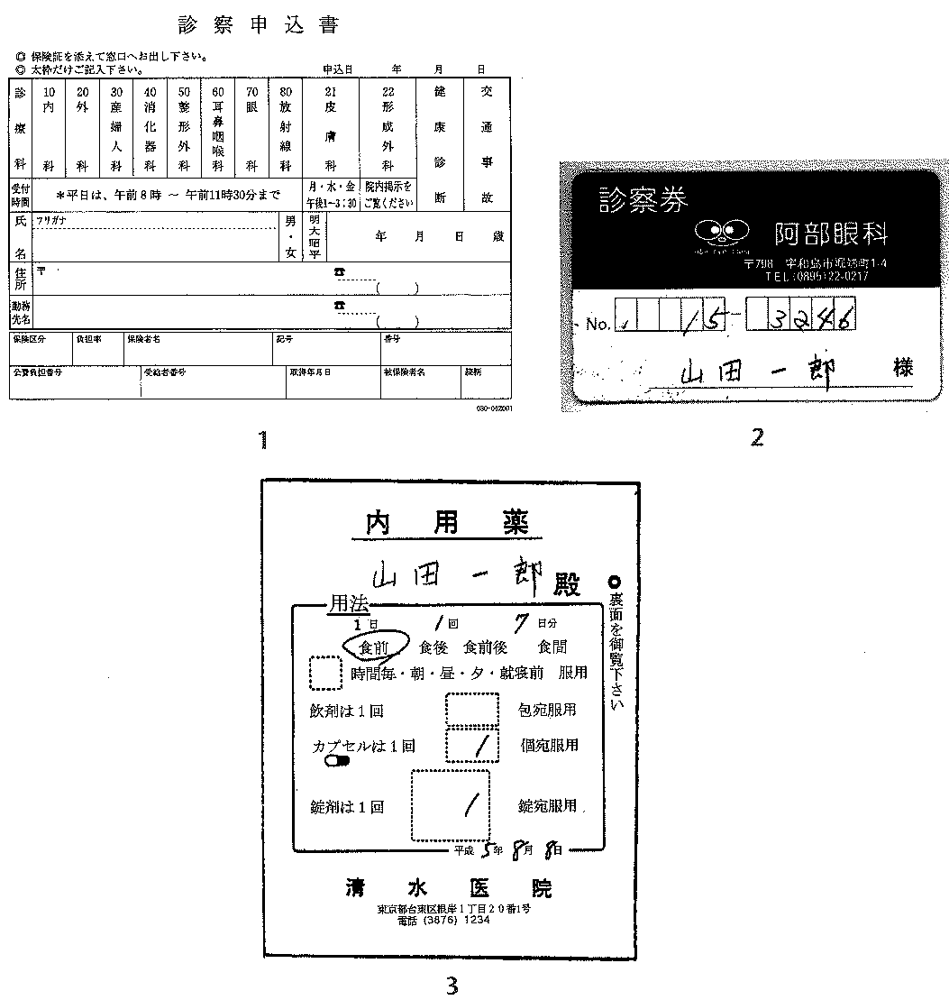 診察申込書
◎ 保険証を添えて窓口へお出し下さい。
◎ 太枠だけご記入下さい。
申込日 年 月 日
診療科
10 内科
20 外科
30 産婦人科
40 消化器科
50 整形外科
60 耳鼻咽喉科
70 眼科
80 放射線科
21 皮膚科
22 形成外科
健康診断
交通事故
受付時間
*平日は、午前8時 ~ 午前11時30分まで
月・水・金
午後1~3:30
院内掲示を
ご覧ください
氏名
フリガナ
男・女
明大昭平
年 月 日 歳
住所
〒
☎
( )
勤務先名
☎
( )
保険区分 負担率 保険者名 記号 番号
公費負担番号 受給者番号 取得年月日 被保険者名 続柄
1
診察券
阿部眼科
〒798 宇和島市堀端町1-4
TEL(0895)22-0217
No. 15-3246
山田一郎 様
2
内用薬
山田一郎殿
用法
1日 1回 7日分
食前 食後 食前後 食間
時間毎・朝・昼・夕・就寝前 服用
飲剤は1回 包宛服用
カプセルは1回 1 個宛服用
錠剤は1回 1 錠宛服用
平成5年8月8日
裏面を御覧下さい
清水医院
東京都台東区根岸1丁目20番1号
電話 (3876) 1234
3